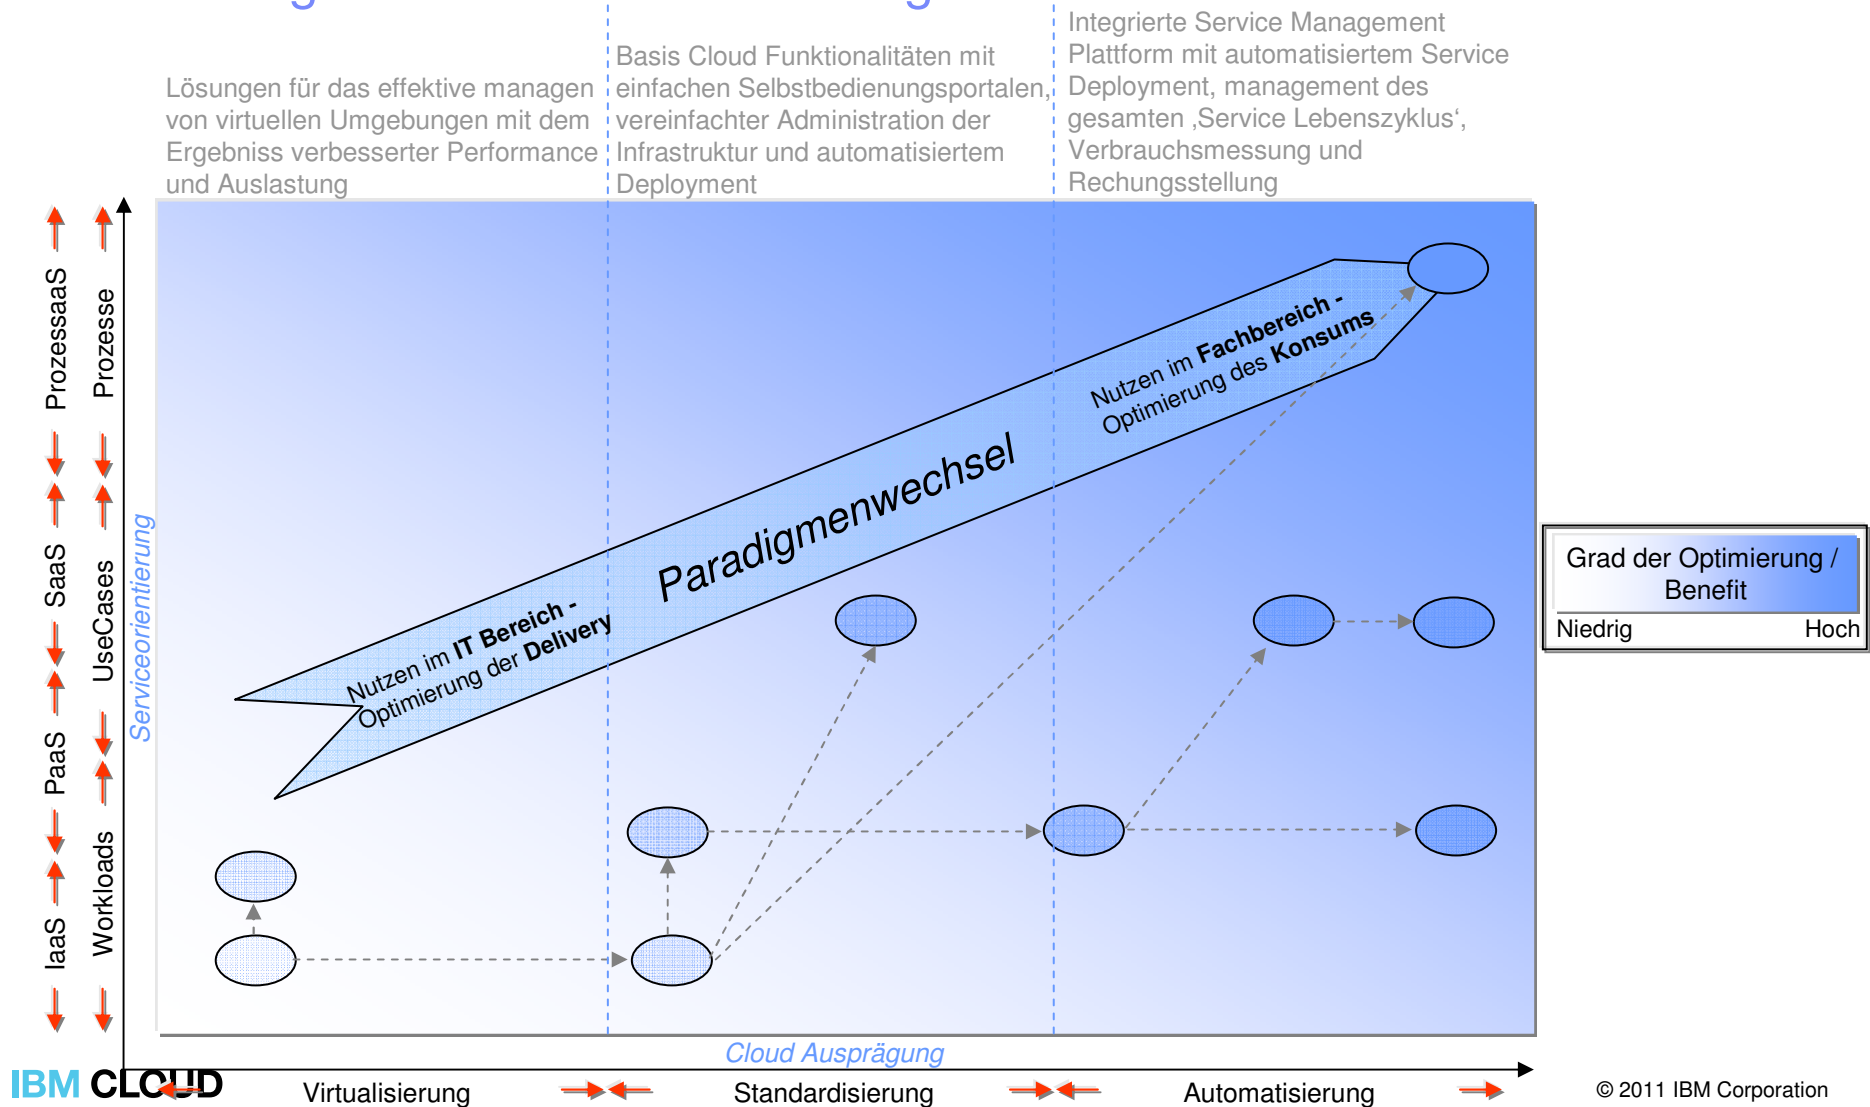 Lösungen für das effektive managen
von virtuellen Umgebungen mit dem
Ergebniss verbesserter Performance
und Auslastung
Basis Cloud Funktionalitäten mit
einfachen Selbstbedienungsportalen,
vereinfachter Administration der
Infrastruktur und automatisiertem
Deployment
Integrierte Service Management
Plattform mit automatisiertem Service
Deployment, management des
gesamten ‚Service Lebenszyklus‘,
Verbrauchsmessung und
Rechungsstellung
ProzessaaS
SaaS
PaaS
IaaS
Prozesse
UseCases
Workloads
Serviceorientierung
Nutzen im IT Bereich -
Optimierung der Delivery
Paradigmenwechsel
Nutzen im Fachbereich -
Optimierung des Konsums
Grad der Optimierung /
Benefit
Niedrig Hoch
Cloud Ausprägung
IBM CLOUD
Virtualisierung
Standardisierung
Automatisierung
© 2011 IBM Corporation